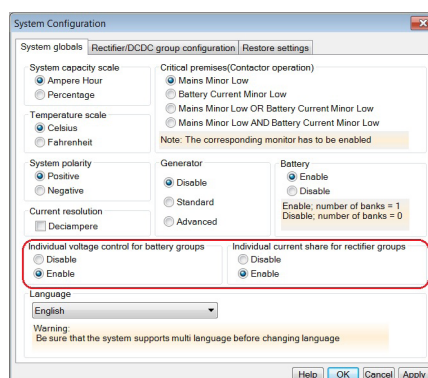 System Configuration
System globals Rectifier/DCDC group configuration Restore settings
System capacity scale
Ampere Hour
Percentage
Critical premises(Contactor operation)
Mains Minor Low
Battery Current Minor Low
Mains Minor Low OR Battery Current Minor Low
Mains Minor Low AND Battery Current Minor Low
Note: The corresponding monitor has to be enabled
Temperature scale
Celsius
Fahrenheit
System polarity
Positive
Negative
Generator
Disable
Standard
Advanced
Battery
Enable
Disable
Enable; number of banks = 1
Disable; number of banks = 0
Current resolution
Deciampere
Individual voltage control for battery groups
Disable
Enable
Individual current share for rectifier groups
Disable
Enable
Language
English
Warning:
Be sure that the system supports multi language before changing language
Help OK Cancel Apply